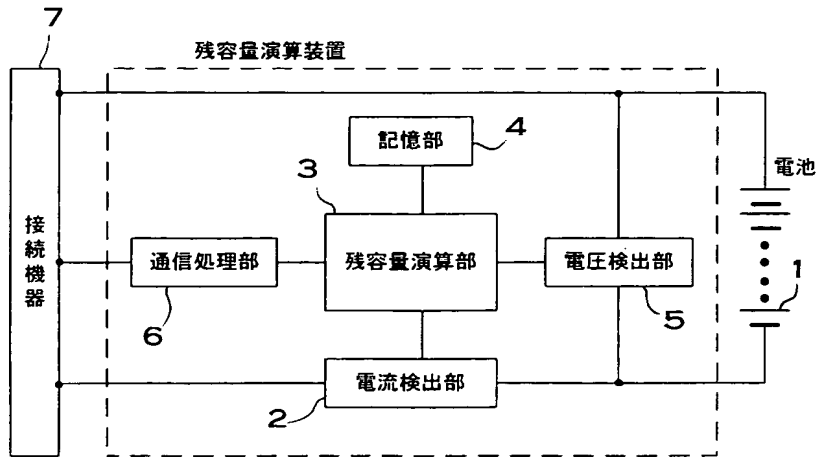 7
残容量演算装置
記憶部
4
電池
3
接続機器
通信処理部
残容量演算部
電圧検出部
1
6
5
電流検出部
2